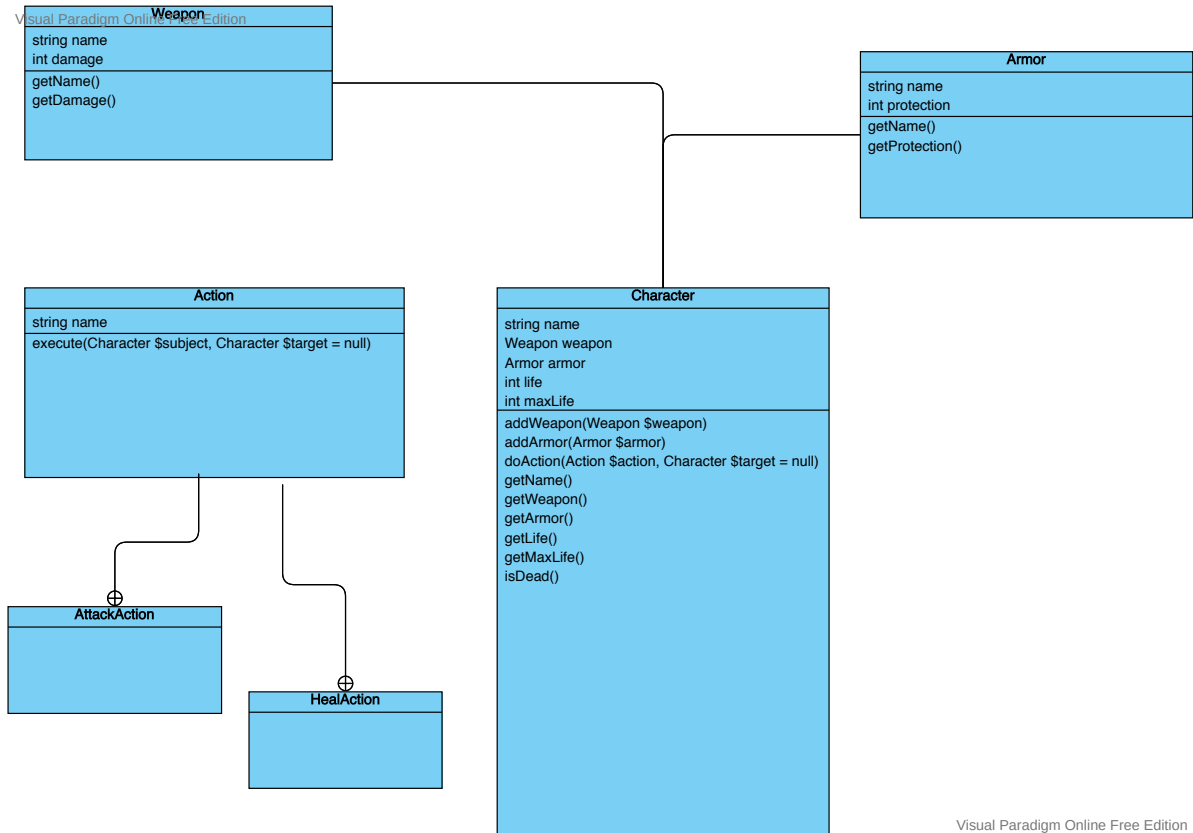 Visual Paradigm Online Free Edition
Weapon
string name
int damage
getName()
getDamage()
Armor
string name
int protection
getName()
getProtection()
Action
string name
execute(Character $subject, Character $target = null)
Character
string name
Weapon weapon
Armor armor
int life
int maxLife
addWeapon(Weapon $weapon)
addArmor(Armor $armor)
doAction(Action $action, Character $target = null)
getName()
getWeapon()
getArmor()
getLife()
getMaxLife()
isDead()
AttackAction
HealAction
Visual Paradigm Online Free Edition